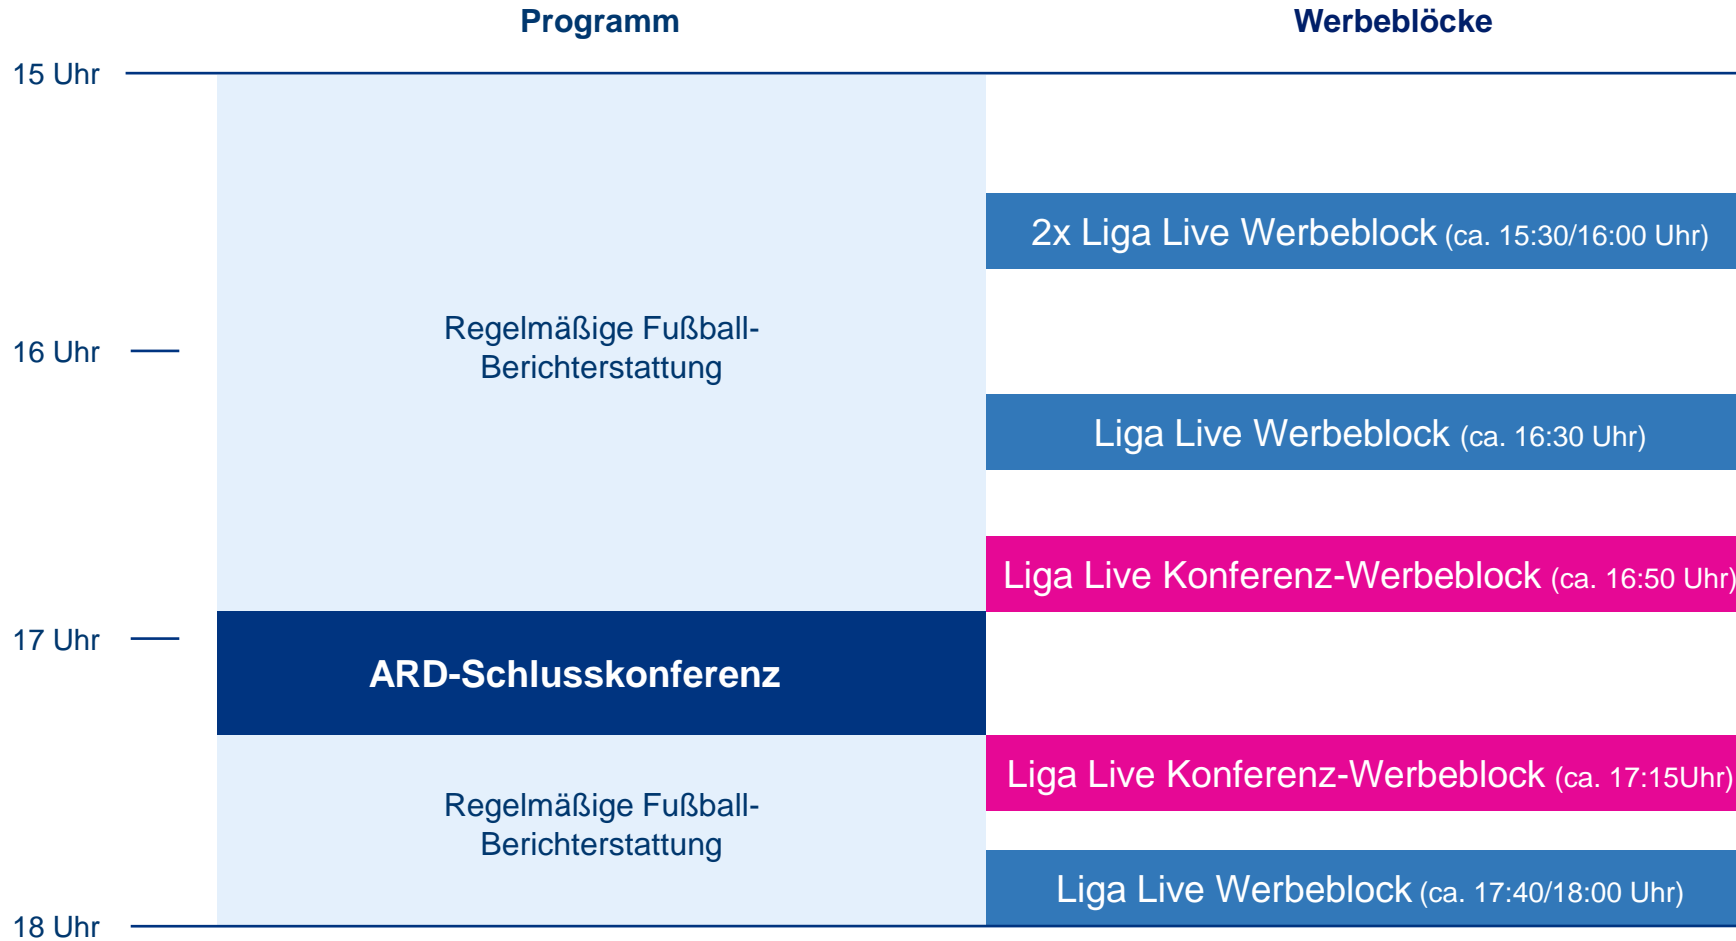 Programm
Werbeblöcke
15 Uhr
2x Liga Live Werbeblock (ca. 15:30/16:00 Uhr)
Regelmäßige Fußball-
Berichterstattung
16 Uhr
Liga Live Werbeblock (ca. 16:30 Uhr)
Liga Live Konferenz-Werbeblock (ca. 16:50 Uhr)
17 Uhr
ARD-Schlusskonferenz
Liga Live Konferenz-Werbeblock (ca. 17:15Uhr)
Regelmäßige Fußball-
Berichterstattung
Liga Live Werbeblock (ca. 17:40/18:00 Uhr)
18 Uhr